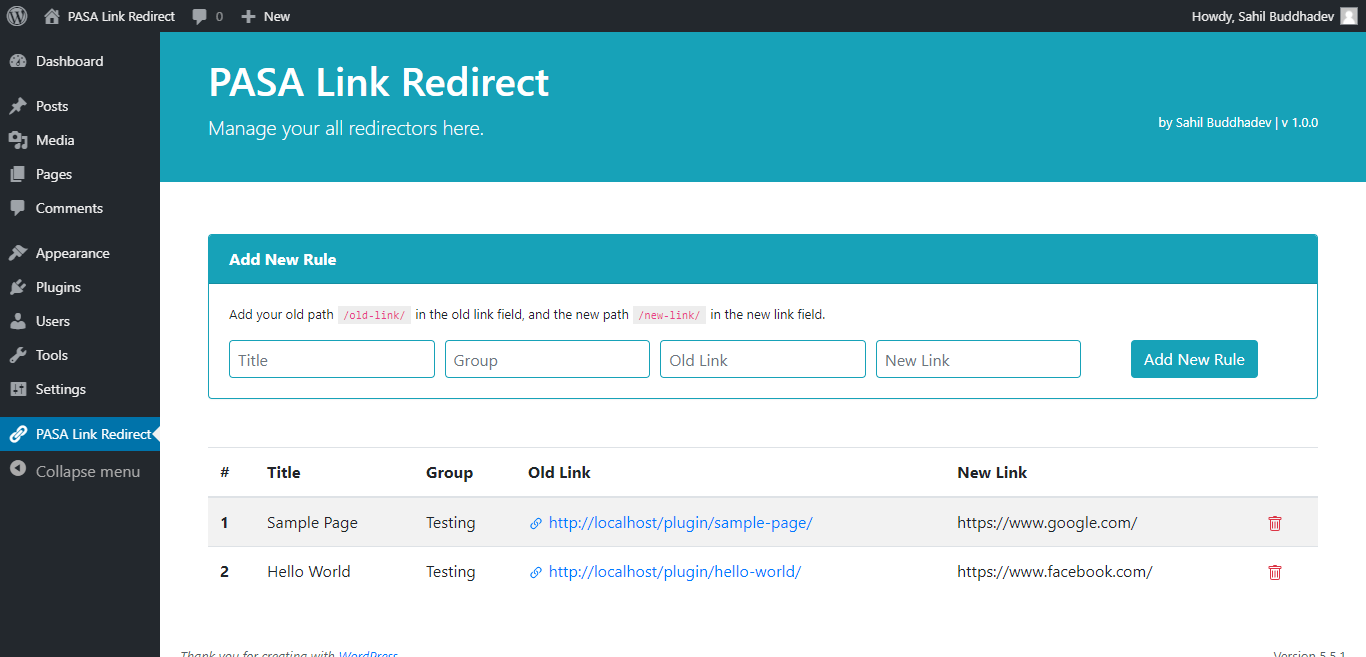 PASA Link Redirect 0 New Howdy, Sahil Buddhadev
Dashboard
Posts
Media
Pages
Comments
Appearance
Plugins
Users
Tools
Settings
PASA Link Redirect
Collapse menu
PASA Link Redirect
Manage your all redirectors here.
by Sahil Buddhadev | v 1.0.0
Add New Rule
Add your old path /old-link/ in the old link field, and the new path /new-link/ in the new link field.
Title Group Old Link New Link Add New Rule
# Title Group Old Link New Link
1 Sample Page Testing http://localhost/plugin/sample-page/ https://www.google.com/
2 Hello World Testing http://localhost/plugin/hello-world/ https://www.facebook.com/
Thank you for creating with WordPress. Version 5.5.1